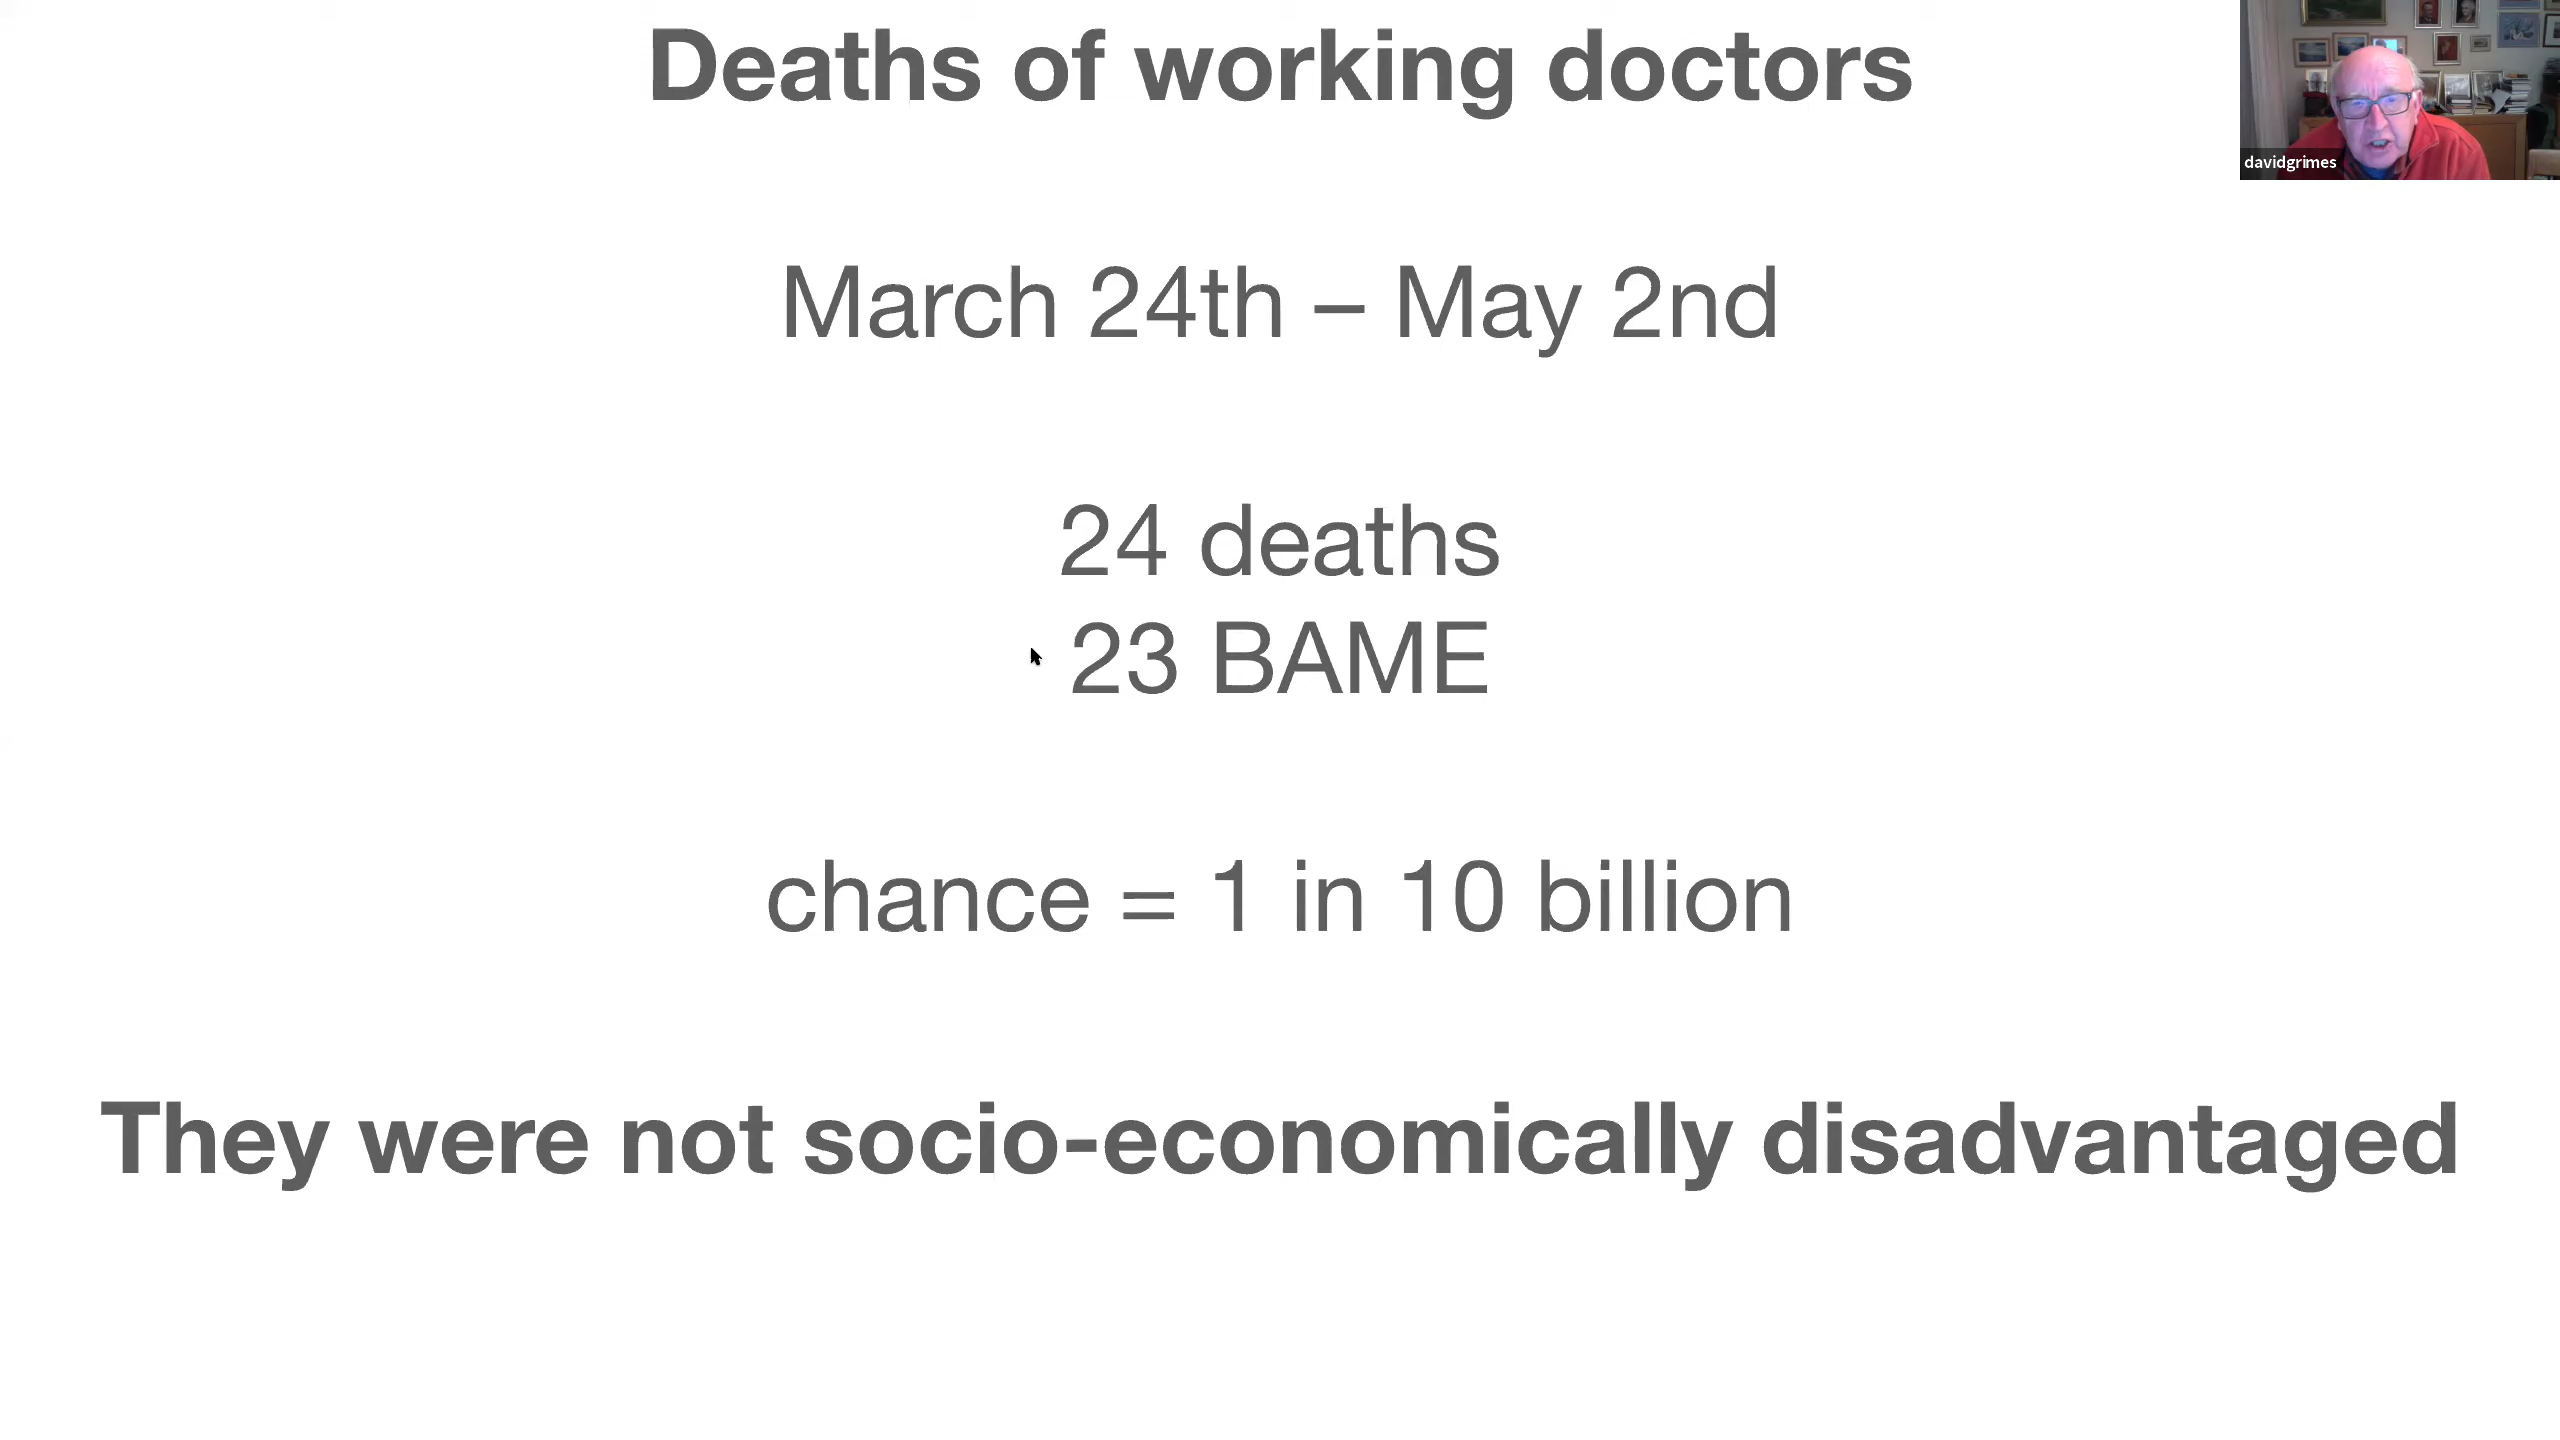 Deaths of working doctors
davidgrimes
March 24th – May 2nd
24 deaths
23 BAME
chance = 1 in 10 billion
They were not socio-economically disadvantaged